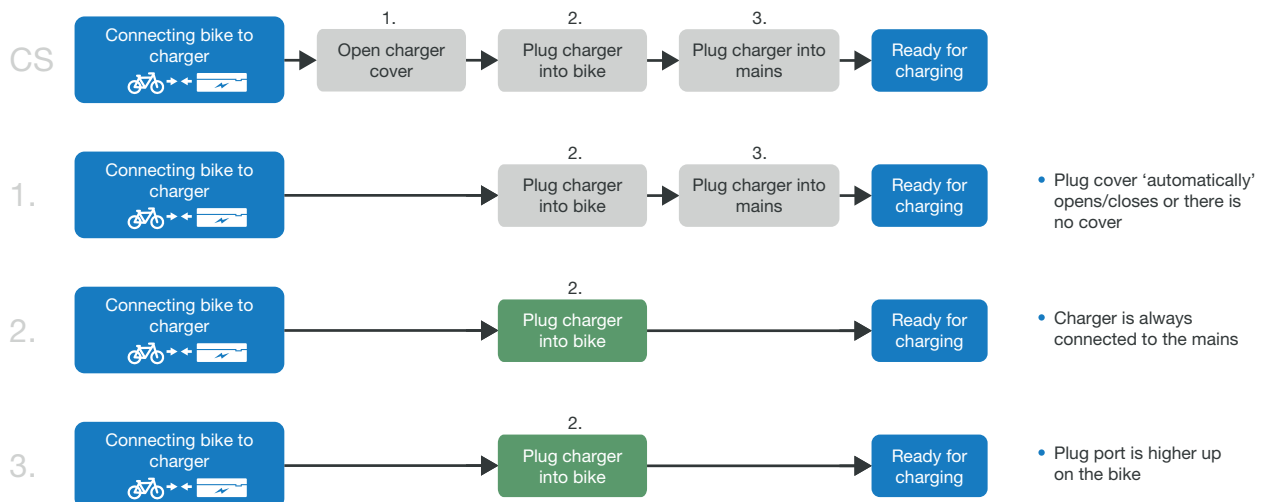 1.
2.
3.
CS
Connecting bike to
charger
Open charger
cover
Plug charger
into bike
Plug charger into
mains
Ready for
charging
2.
3.
1.
Connecting bike to
charger
Plug charger
into bike
Plug charger into
mains
Ready for
charging
• Plug cover ‘automatically’
opens/closes or there is
no cover
2.
2.
Connecting bike to
charger
Plug charger
into bike
Ready for
charging
• Charger is always
connected to the mains
2.
3.
Connecting bike to
charger
Plug charger
into bike
Ready for
charging
• Plug port is higher up
on the bike